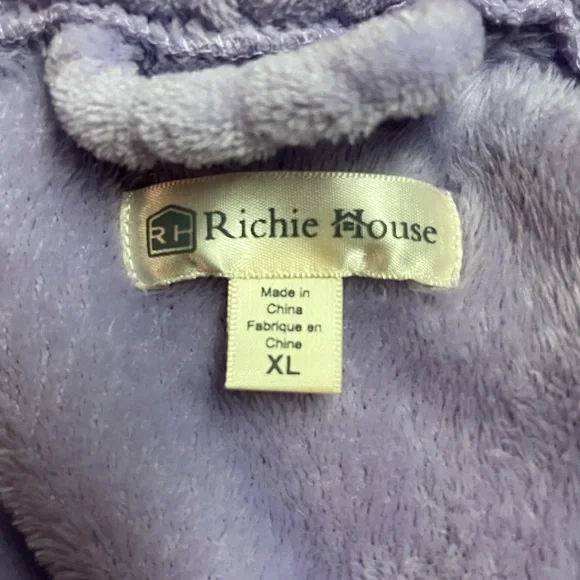 RH Richie House
Made in
China
Fabrique en
Chine
XL